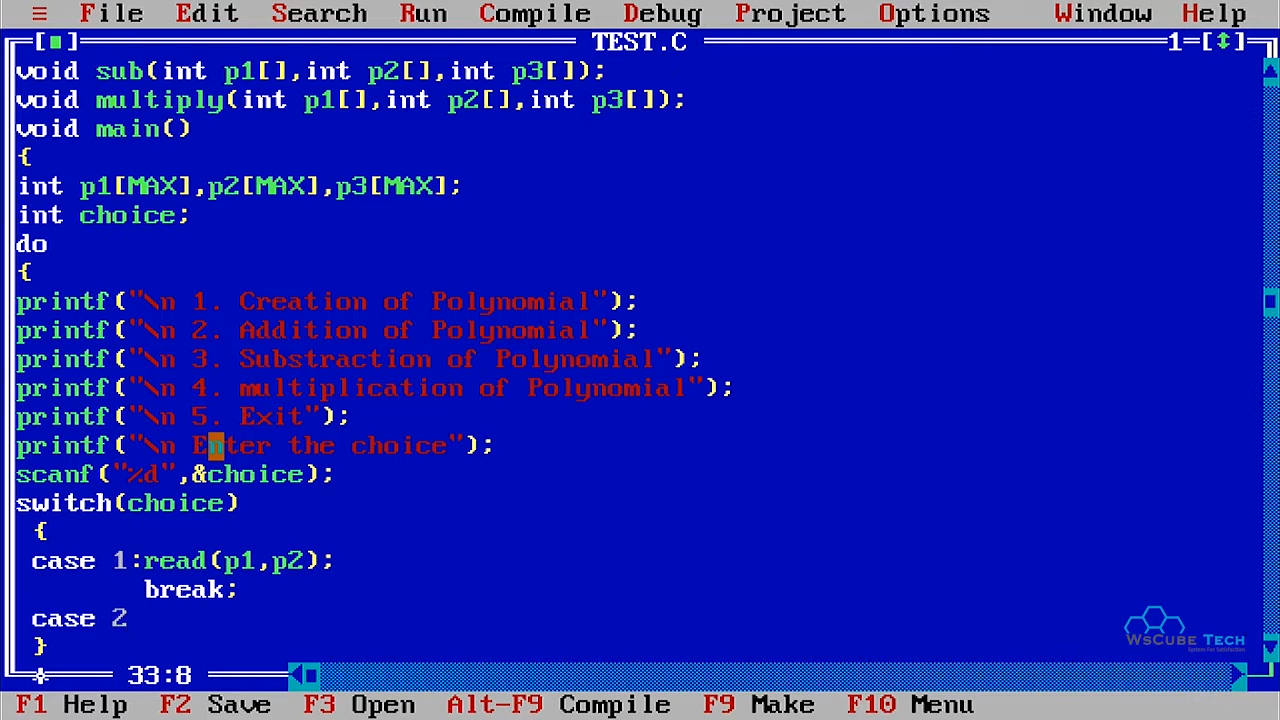 ≡ File Edit Search Run Compile Debug Project Options Window Help
[■] TEST.C 1=[↕]
void sub(int p1[],int p2[],int p3[]);
void multiply(int p1[],int p2[],int p3[]);
void main()
{
int p1[MAX],p2[MAX],p3[MAX];
int choice;
do
{
printf("\n 1. Creation of Polynomial");
printf("\n 2. Addition of Polynomial");
printf("\n 3. Substraction of Polynomial");
printf("\n 4. multiplication of Polynomial");
printf("\n 5. Exit");
printf("\n Enter the choice");
scanf("%d",&choice);
switch(choice)
{
case 1:read(p1,p2);
break;
case 2
}
WsCube Tech
System For Satisfaction
33:8
F1 Help F2 Save F3 Open Alt-F9 Compile F9 Make F10 Menu